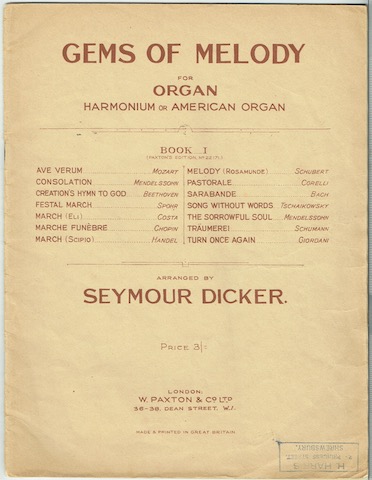 GEMS OF MELODY
FOR
ORGAN
HARMONIUM OR AMERICAN ORGAN
BOOK I
AVE VERUM MOZART
CONSOLATION MENDELSSOHN
CREATION'S HYMN TO GOD BEETHOVEN
FESTAL MARCH SPOHR
MARCH (ELI) COSTA
MARCHE FUNÈBRE CHOPIN
MARCH (SCIPIO) HANDEL
MELODY (ROSAMUNDE) SCHUBERT
PASTORALE CORELLI
SARABANDE BACH
SONG WITHOUT WORDS TSCHAIKOWSKY
THE SORROWFUL SOUL MENDELSSOHN
TRÄUMEREI SCHUMANN
TURN ONCE AGAIN GIORDANI
ARRANGED BY
SEYMOUR DICKER.
PRICE 3/-
LONDON:
W. PAXTON & CO LTD
36-38, DEAN STREET, W.1.
MADE & PRINTED IN GREAT BRITAIN.
SHREWSBURY.